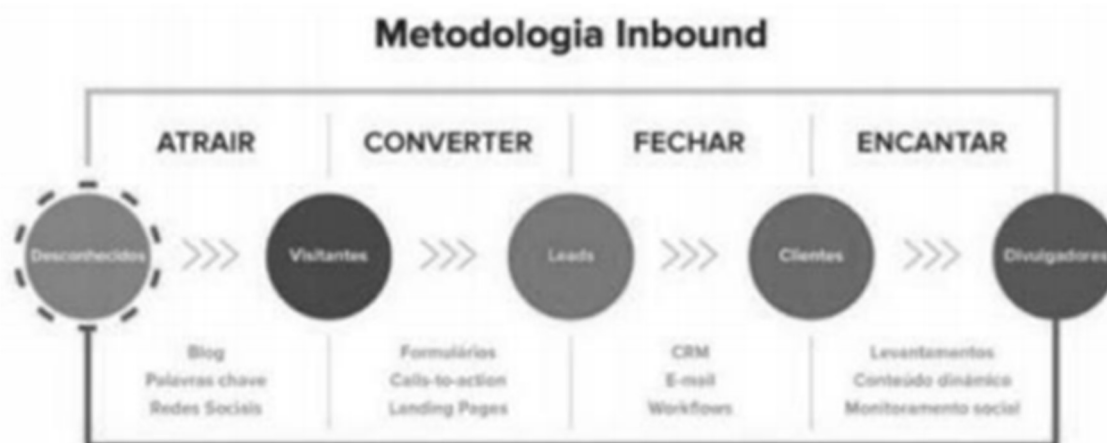 Metodologia Inbound
ATRAIR CONVERTER FECHAR ENCANTAR
Desconhecidos Visitantes Leads Clientes Divulgadores
Blog Formulários CRM Levantamentos
Palavras chave Calls-to-action E-mail Conteúdo dinâmico
Redes Sociais Landing Pages Workflows Monitoramento social